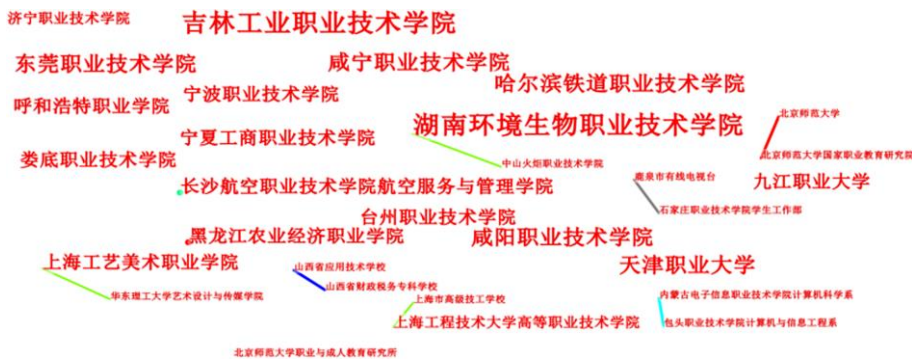 济宁职业技术学院
吉林工业职业技术学院
东莞职业技术学院
咸宁职业技术学院
哈尔滨铁道职业技术学院
呼和浩特职业学院
宁波职业技术学院
湖南环境生物职业技术学院
北京师范大学
宁夏工商职业技术学院
娄底职业技术学院
中山火炬职业技术学院
北京师范大学国家职业教育研究院
鹿泉市有线电视台
九江职业大学
长沙航空职业技术学院航空服务与管理学院
石家庄职业技术学院学生工作部
台州职业技术学院
黑龙江农业经济职业学院
咸阳职业技术学院
上海工艺美术职业学院
山西省应用技术学校
天津职业大学
山西省财政税务专科学校
华东理工大学艺术设计与传媒学院
上海市高级技工学校
内蒙古电子信息职业技术学院计算机科学系
上海工程技术大学高等职业技术学院
包头职业技术学院计算机与信息工程系
北京师范大学职业与成人教育研究所